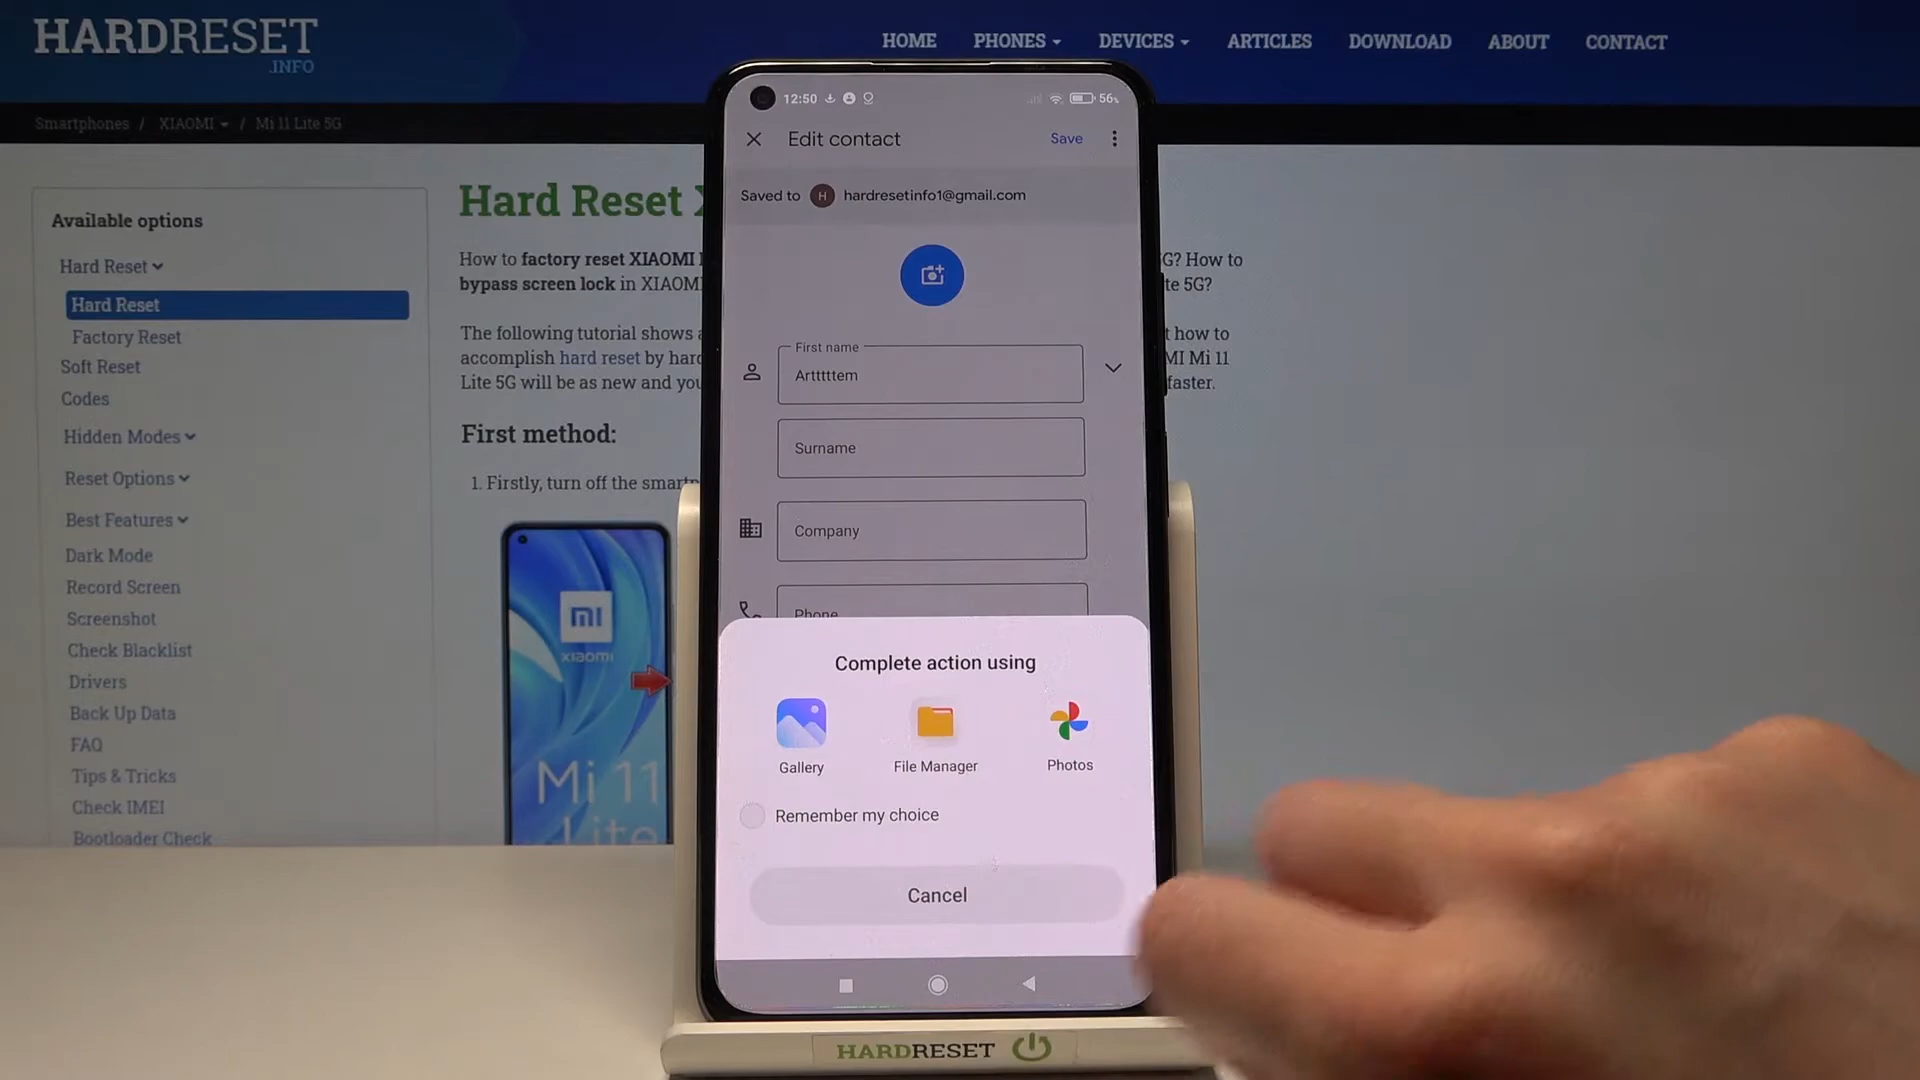 HARDRESET
.INFO
HOME PHONES DEVICES ARTICLES DOWNLOAD ABOUT CONTACT
Smartphones / XIAOMI / Mi 11 Lite 5G
Available options
Hard Reset
Hard Reset
Factory Reset
Soft Reset
Codes
Hidden Modes
Reset Options
Best Features
Dark Mode
Record Screen
Screenshot
Check Blacklist
Drivers
Back Up Data
FAQ
Tips & Tricks
Check IMEI
Bootloader Check
Hard Reset
How to factory reset XIAOMI G? How to
bypass screen lock in XIAOMI te 5G?
The following tutorial shows t how to
accomplish hard reset by MI Mi 11
Lite 5G will be as new and faster.
First method:
1. Firstly, turn off the
mi
xiaomi
Mi 11
Lite
12:50 56%
Edit contact Save
Saved to H hardresetinfo1@gmail.com
First name
Artttttem
Surname
Company
Phone
Complete action using
Gallery File Manager Photos
Remember my choice
Cancel
HARDRESET